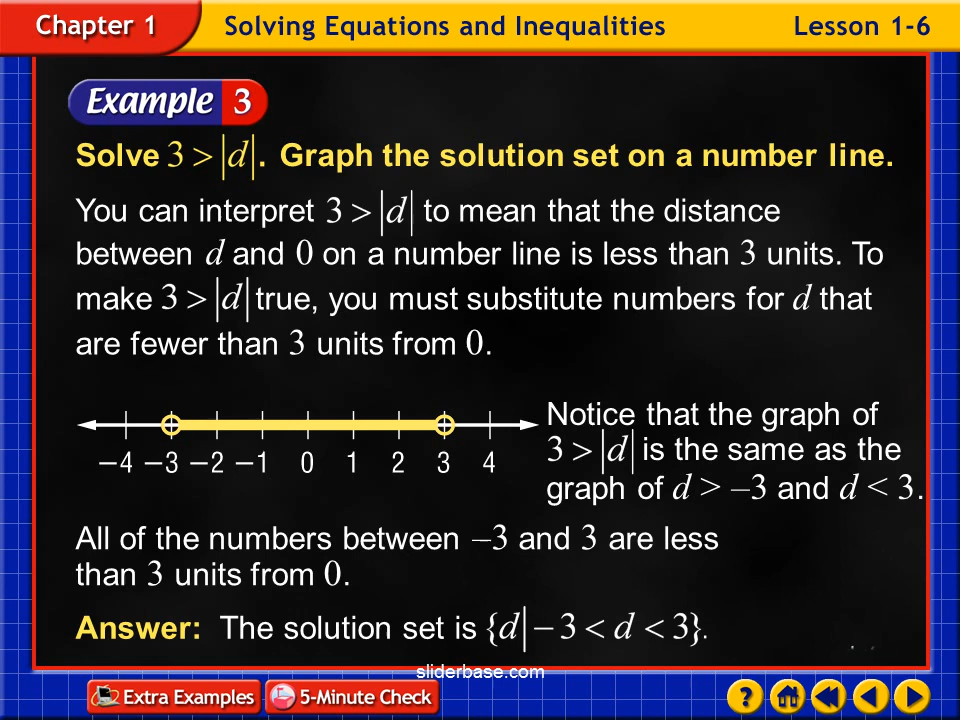 Chapter 1 Solving Equations and Inequalities Lesson 1-6
Example 3
Solve 3 > |d|. Graph the solution set on a number line.
You can interpret 3 > |d| to mean that the distance
between d and 0 on a number line is less than 3 units. To
make 3 > |d| true, you must substitute numbers for d that
are fewer than 3 units from 0.
Notice that the graph of
3 > |d| is the same as the
graph of d > –3 and d < 3.
–4 –3 –2 –1 0 1 2 3 4
All of the numbers between –3 and 3 are less
than 3 units from 0.
Answer: The solution set is {d| – 3 < d < 3}.
sliderbase.com
Extra Examples 5-Minute Check ?